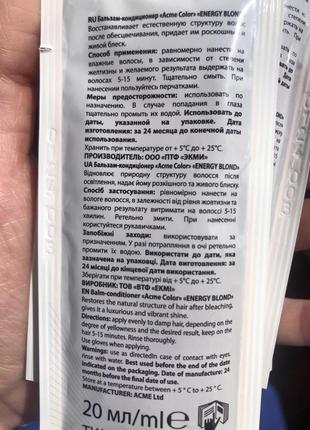 RU Бальзам-кондиционер «Acme Color» «ENERGY BLOND»
Восстанавливает естественную структуру волос
после обесцвечивания, придает им роскошный и
живой блеск.
Способ применения: равномерно нанести на
влажные волосы, в зависимости от степени
желтизны и желаемого результата выдержать на
волосах 5-15 минут. Тщательно смыть. При
нанесении пользуйтесь перчатками.
Меры предосторожности: использовать по
назначению. В случае попадания в глаза
тщательно промыть их водой. Использовать до
даты, указанной на упаковке. Дата
изготовления: за 24 месяца до конечной даты
использования.
Хранить при температуре от + 5°С до + 25°С.
ПРОИЗВОДИТЕЛЬ: ООО «ПТФ «ЭКМИ»
UA Бальзам-кондиціонер «Acme Color» «ENERGY BLOND»
Відновлює природну структуру волосся після
освітлення, надає йому розкішного та живого блиску.
Спосіб застосування: рівномірно нанести на
вологе волосся, в залежності від рівня жовтизни та
бажаного результату витримати на волоссі 5-15
хвилин. Ретельно змити. При нанесенні
користуйтеся рукавичками.
Запобіжні заходи: використовувати за
призначенням. У разі потрапляння в очі ретельно
промити їх водою. Використати до дати, яка
зазначена на упаковці. Дата виготовлення: за 24
місяці до кінцевої дати використання.
Зберігати при температурі від +5°С до +25°С.
ВИРОБНИК: ТОВ «ВТФ «ЕКМІ»
EN Balm-conditioner «Acme Color» «ENERGY BLOND»
Restores the natural structure of hair after bleaching,
gives it a luxurious and vibrant shine.
Directions: apply evenly to damp hair, depending on the
degree of yellowness and the desired result, keep on the
hair 5-15 minutes. Thoroughly rinse.
Use gloves when applying.
Warnings: use as directedIn case of contact with eyes,
rinse with water. Best used before the end of the date
indicated on the packaging. Date of manufacture: 24
months before the final date of use.
Store at a temperature between + 5 ° C to + 25 ° C.
MANUFACTURER: ACME Ltd
20 мл/ml e